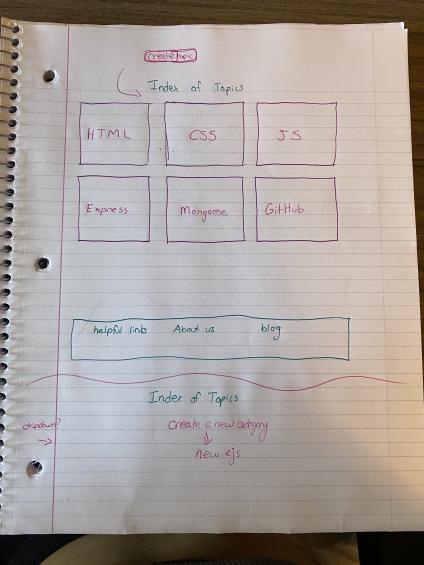 create topic
Index of Topics
HTML CSS JS
Express Mongoose GitHub
helpful links About us blog
Index of Topics
dropdown? Create a new category
new ejs